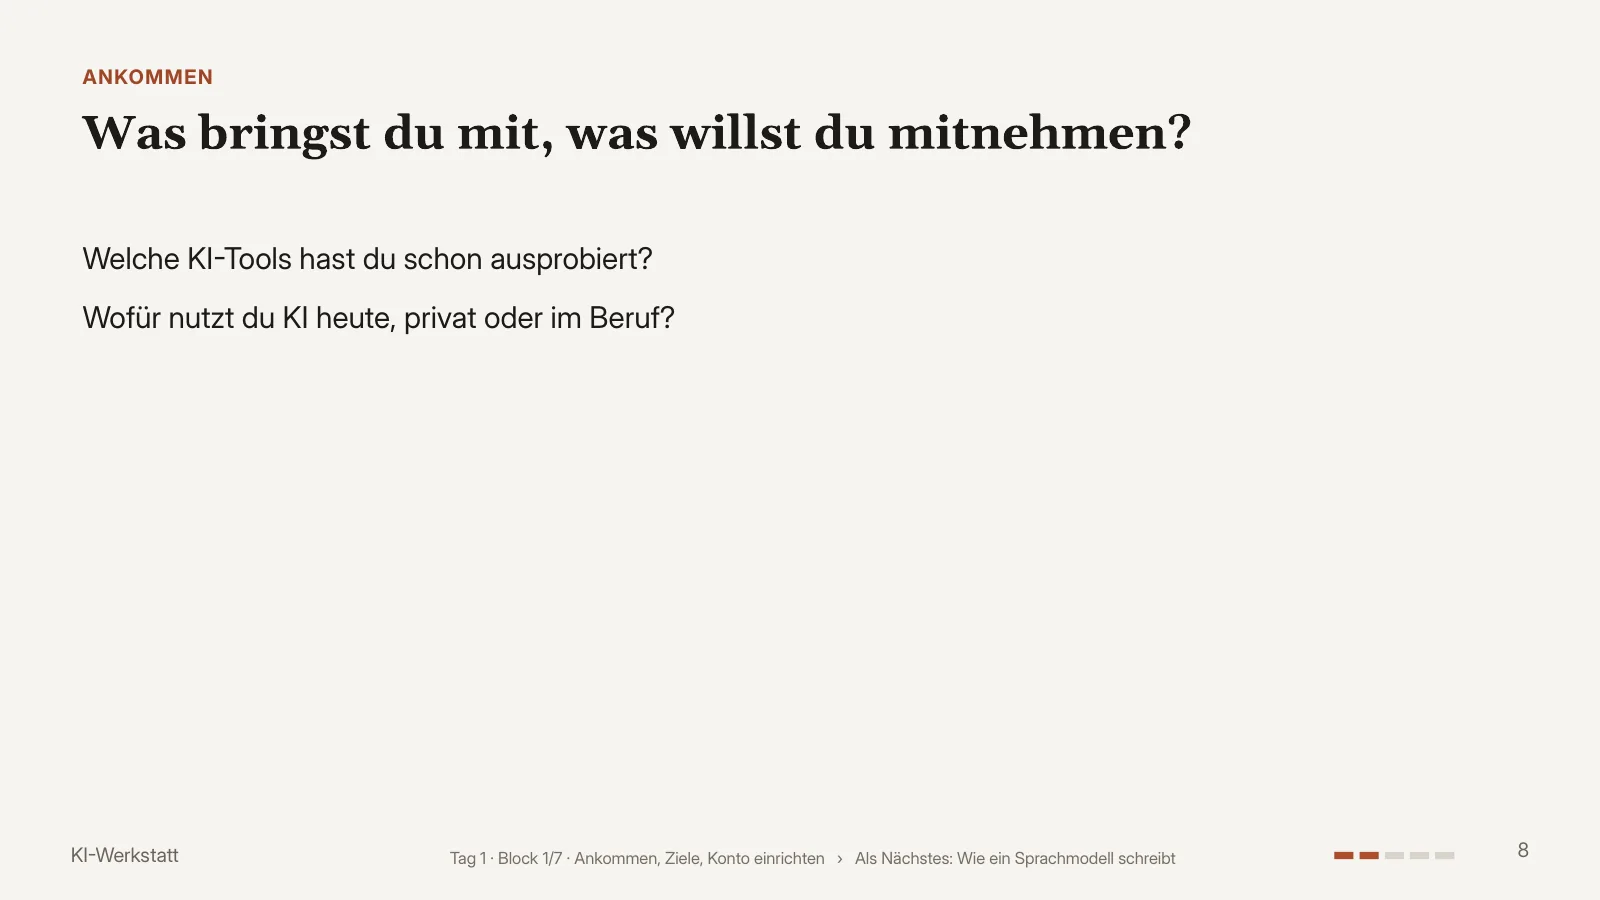 ANKOMMEN
Was bringst du mit, was willst du mitnehmen?
Welche KI-Tools hast du schon ausprobiert?
Wofür nutzt du KI heute, privat oder im Beruf?
KI-Werkstatt
Tag 1 · Block 1/7 · Ankommen, Ziele, Konto einrichten › Als Nächstes: Wie ein Sprachmodell schreibt
8